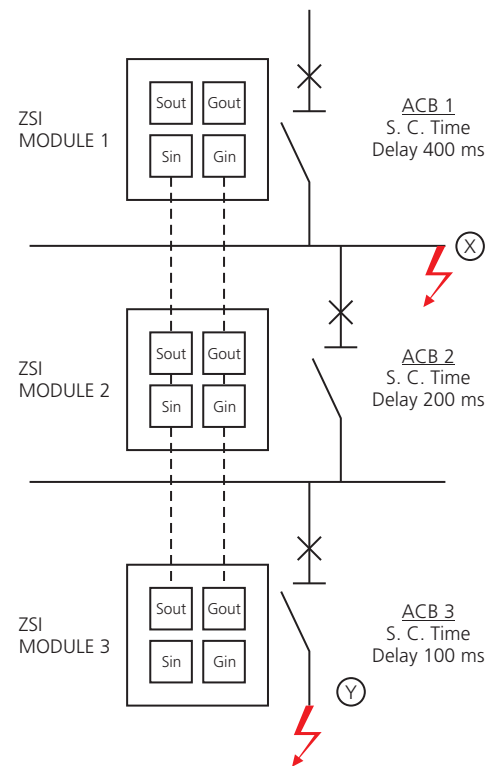 ZSI
MODULE 1
Sout Gout
Sin Gin
ACB 1
S. C. Time
Delay 400 ms
X
ZSI
MODULE 2
Sout Gout
Sin Gin
ACB 2
S. C. Time
Delay 200 ms
ZSI
MODULE 3
Sout Gout
Sin Gin
ACB 3
S. C. Time
Delay 100 ms
Y